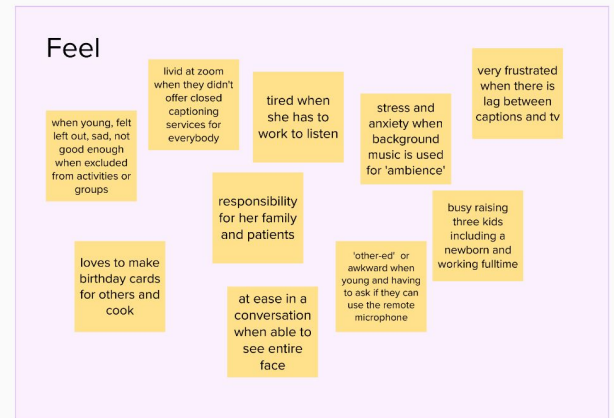 Feel
livid at zoom
when they didn't
offer closed
captioning
services for
everybody
very frustrated
when there is
lag between
captions and tv
tired when
she has to
work to listen
stress and
anxiety when
background
music is used
for 'ambience'
when young, felt
left out, sad, not
good enough
when excluded
from activities or
groups
responsibility
for her family
and patients
busy raising
three kids
including a
newborn and
working fulltime
loves to make
birthday cards
for others and
cook
'other-ed' or
awkward when
young and having
to ask if they can
use the remote
microphone
at ease in a
conversation
when able to
see entire
face